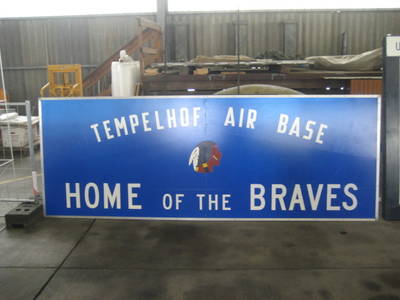 TEMPELHOF AIR BASE
HOME OF THE BRAVES